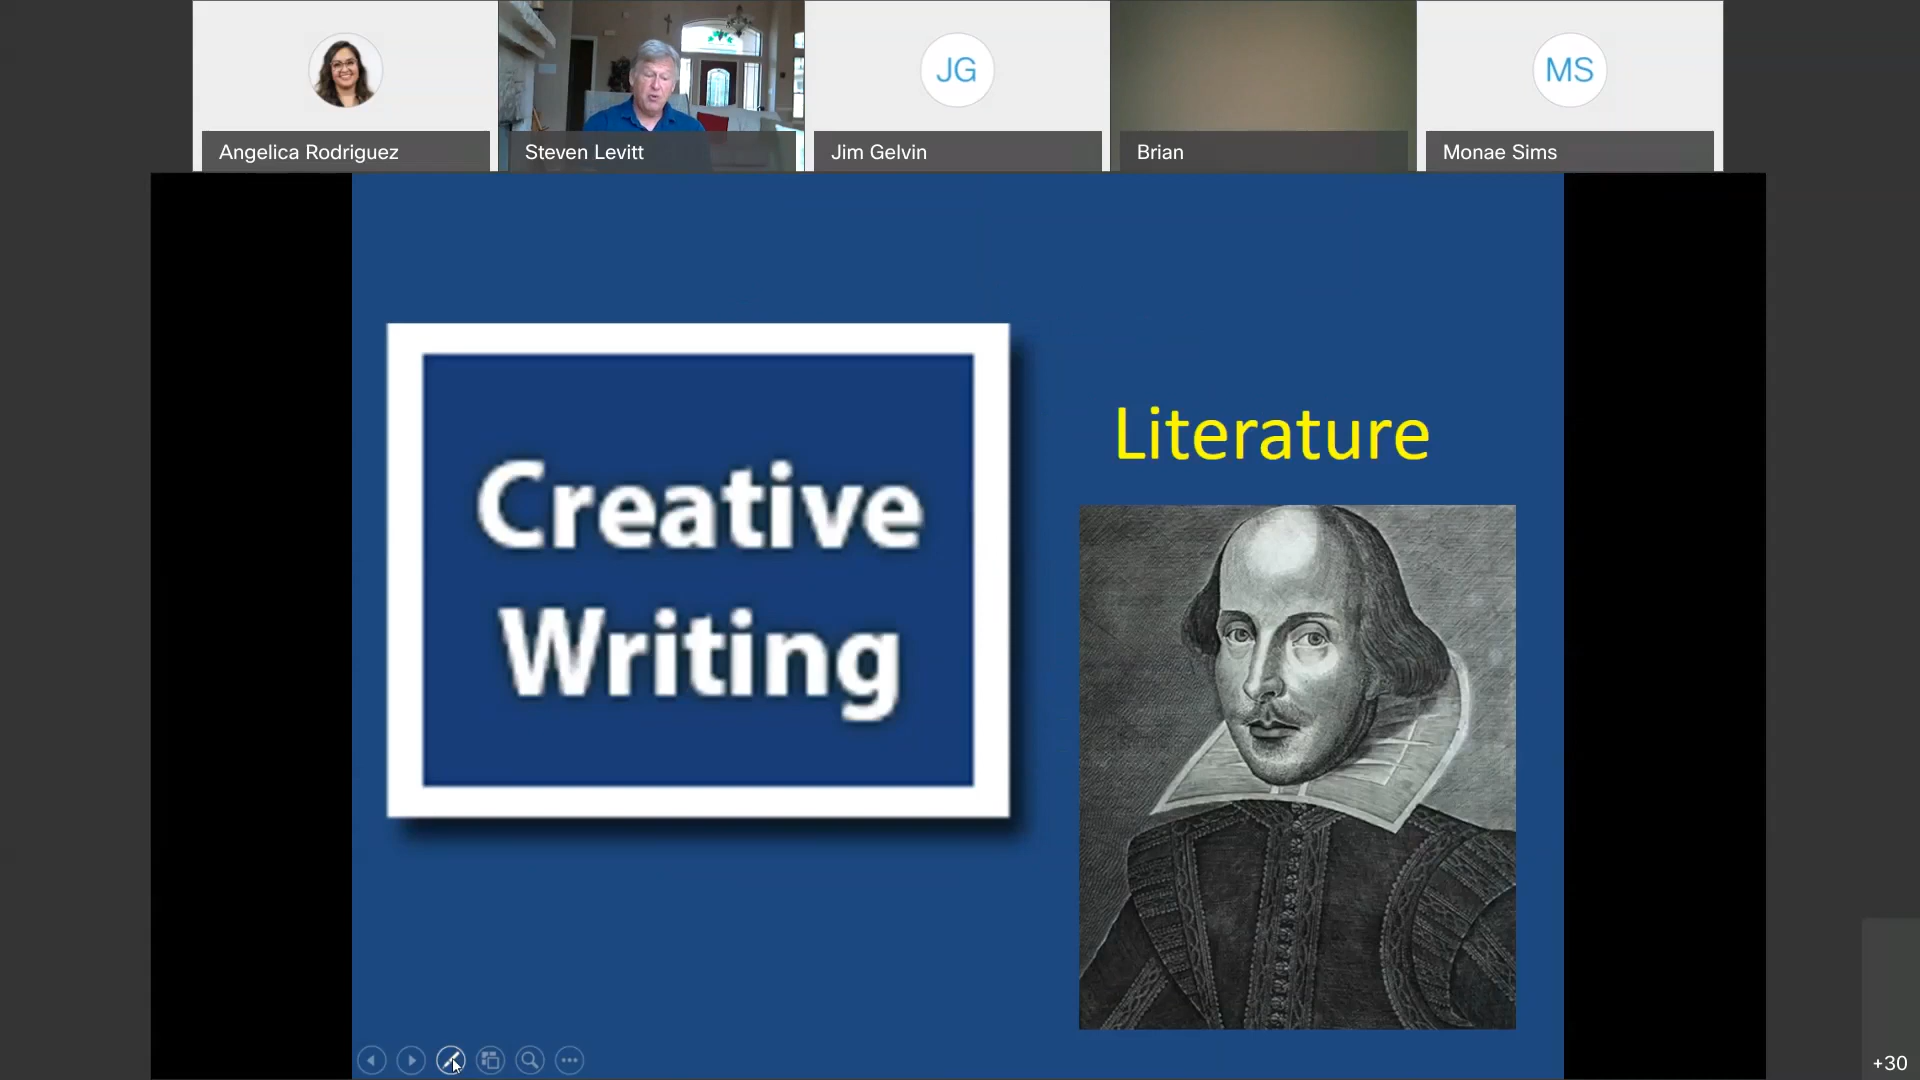 JG
MS
Angelica Rodriguez
Steven Levitt
Jim Gelvin
Brian
Monae Sims
Creative
Writing
Literature
+30